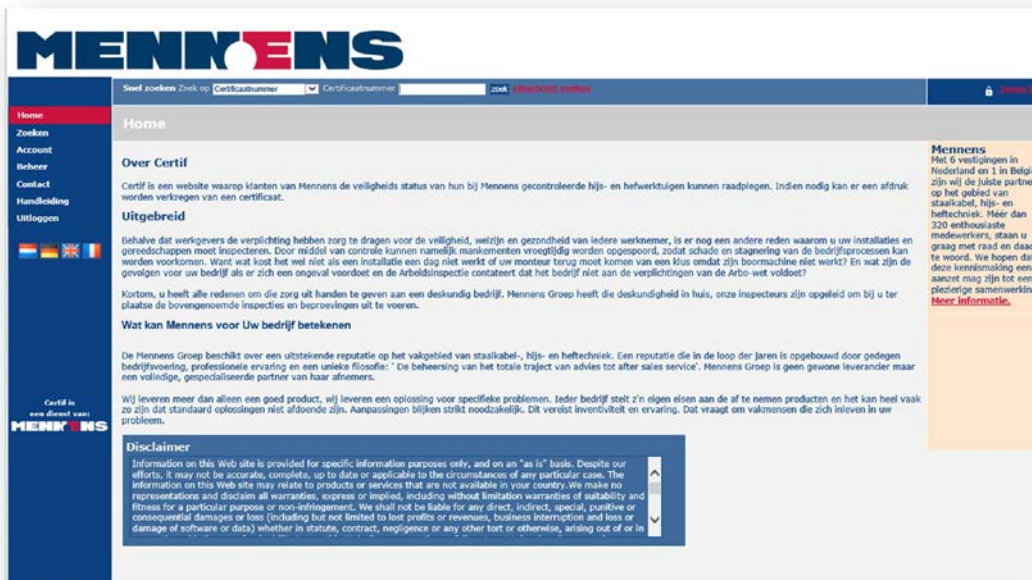 MENNENS
Snel zoeken Zoek op Certificaatnummer Certificaatnummer zoek uitgebreid zoeken
Home
Zoeken
Account
Beheer
Contact
Handleiding
Uitloggen
Certif is
een dienst van:
MENNENS
Home
Over Certif
Certif is een website waarop klanten van Mennens de veiligheids status van hun bij Mennens gecontroleerde hijs- en hefwerktuigen kunnen raadplegen. Indien nodig kan er een afdruk
worden verkregen van een certificaat.
Uitgebreid
Behalve dat werkgevers de verplichting hebben zorg te dragen voor de veiligheid, welzijn en gezondheid van iedere werknemer, is er nog een andere reden waarom u uw installaties en
gereedschappen moet inspecteren. Door middel van controle kunnen namelijk mankementen vroegtijdig worden opgespoord, zodat schade en stagnering van de bedrijfsprocessen kan
worden voorkomen. Want wat kost het wel niet als een installatie een dag niet werkt of uw monteur terug moet komen van een klus omdat zijn boormachine niet werkt? En wat zijn de
gevolgen voor uw bedrijf als er zich een ongeval voordoet en de Arbeidsinspectie contateert dat het bedrijf niet aan de verplichtingen van de Arbo-wet voldoet?
Kortom, u heeft alle redenen om die zorg uit handen te geven aan een deskundig bedrijf. Mennens Groep heeft die deskundigheid in huis, onze inspecteurs zijn opgeleid om bij u ter
plaatse de bovengenoemde inspecties en beproevingen uit te voeren.
Wat kan Mennens voor Uw bedrijf betekenen
De Mennens Groep beschikt over een uitstekende reputatie op het vakgebied van staalkabel-, hijs- en heftechniek. Een reputatie die in de loop der jaren is opgebouwd door gedegen
bedrijfsvoering, professionele ervaring en een unieke filosofie: ' De beheersing van het totale traject van advies tot after sales service'. Mennens Groep is geen gewone leverancier maar
een volledige, gespecialiseerde partner van haar afnemers.
Wij leveren meer dan alleen een goed product, wij leveren een oplossing voor specifieke problemen. Ieder bedrijf stelt z'n eigen eisen aan de af te nemen producten en het kan heel vaak
zo zijn dat standaard oplossingen niet afdoende zijn. Aanpassingen blijken strikt noodzakelijk. Dit vereist inventiviteit en ervaring. Dat vraagt om vakmensen die zich inleven in uw
probleem.
Disclaimer
Information on this Web site is provided for specific information purposes only, and on an "as is" basis. Despite our
efforts, it may not be accurate, complete, up to date or applicable to the circumstances of any particular case. The
information on this Web site may relate to products or services that are not available in your country.We make no
representations and disclaim all warranties, express or implied, including without limitation warranties of suitability and
fitness for a particular purpose or non-infringement. We shall not be liable for any direct, indirect, special, punitive or
consequential damages or loss (including but not limited to lost profits or revenues, business interruption and loss or
damage of software or data) whether in statute, contract, negligence or any other tort or otherwise, arising out of or in
Mennens
Met 6 vestigingen in
Nederland en 1 in Belgi
zijn wij de juiste partne
op het gebied van
staalkabel, hijs- en
heftechniek. Méér dan
320 enthousiaste
medewerkers, staan u
graag met raad en daad
te woord. We hopen dat
deze kennismaking een
aanzet mag zijn tot een
plezierige samenwerkin
Meer informatie.